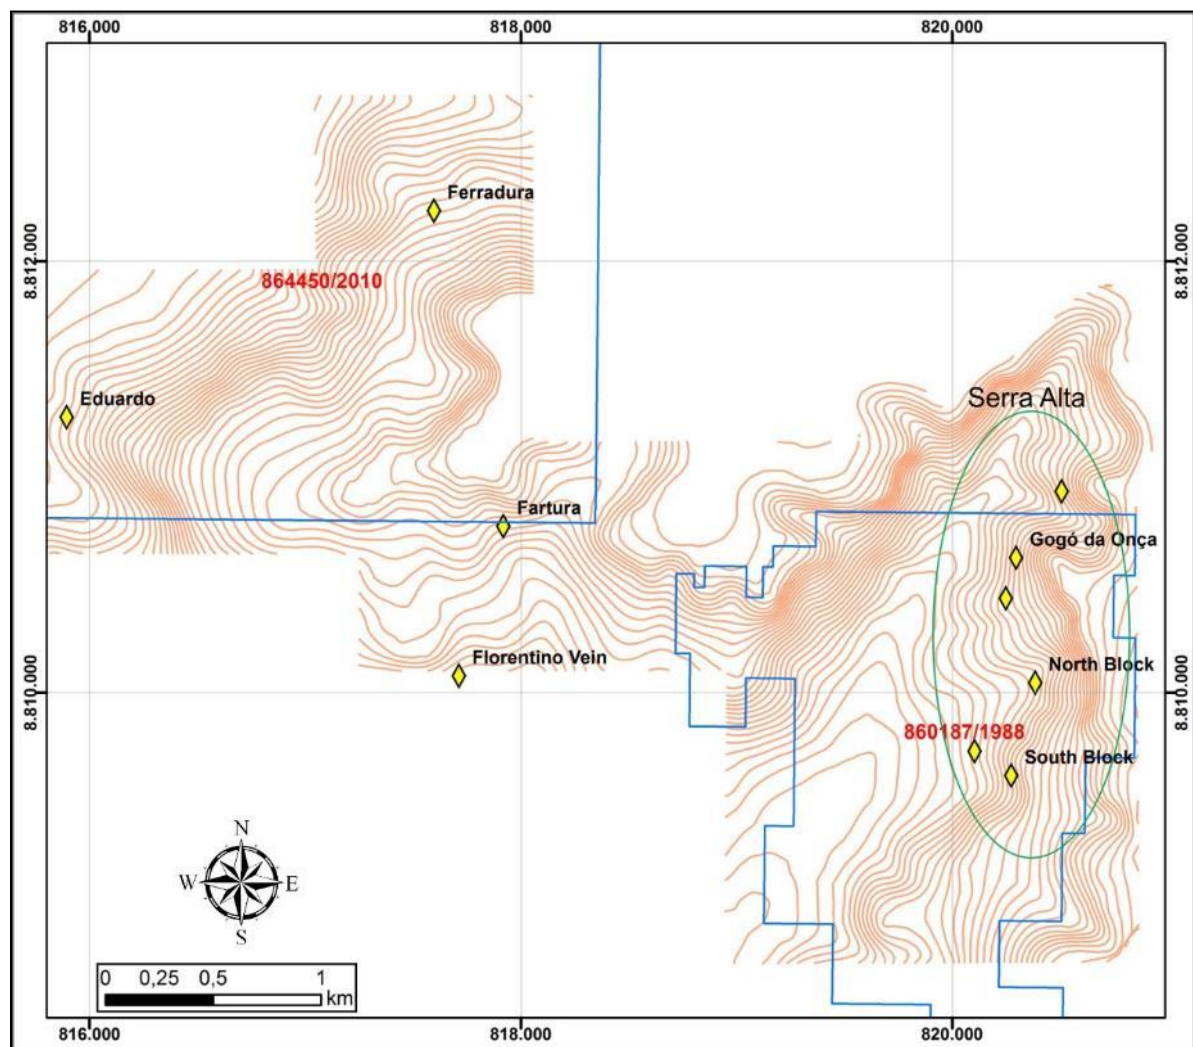 816.000 818.000 820.000
Ferradura
8.812.000 8.812.000
864450/2010
Eduardo
Serra Alta
Fartura
Gogó da Onça
Florentino Vein
North Block
8.810.000 8.810.000
860187/1988
South Block
N
W E
S
0 0,25 0,5 1
km
816.000 818.000 820.000